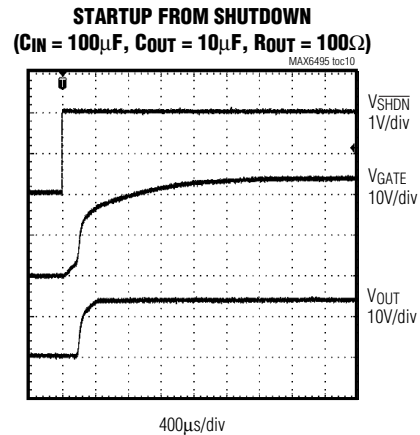 STARTUP FROM SHUTDOWN
(CIN = 100μF, COUT = 10μF, ROUT = 100Ω)
MAX6495 toc10
T
VSHDN
1V/div
VGATE
10V/div
VOUT
10V/div
400μs/div